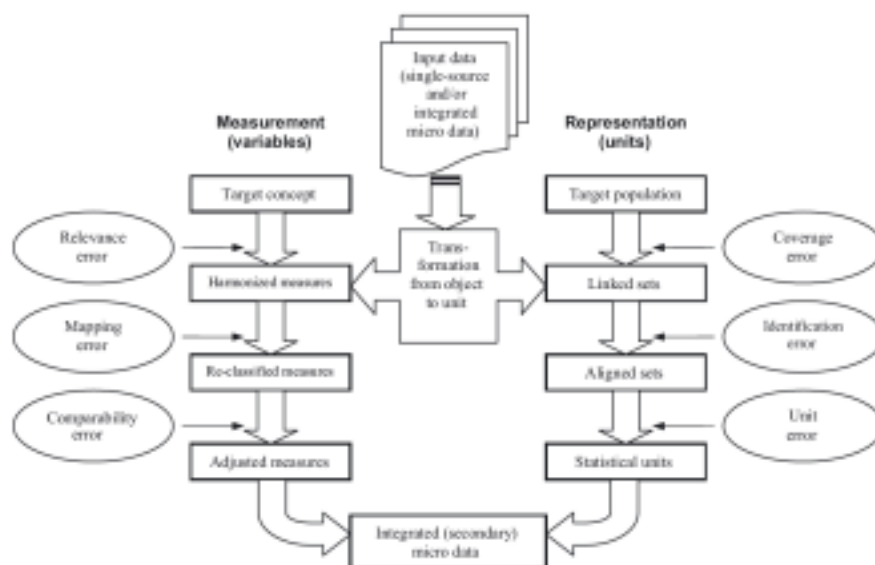 Input data
(single-source
and/or
integrated
micro data)
Measurement
(variables)
Representation
(units)
Target concept
Target population
Relevance
error
Trans-
formation
from object
to unit
Coverage
error
Harmonized measures
Linked sets
Mapping
error
Identification
error
Re-classified measures
Aligned sets
Comparability
error
Unit
error
Adjusted measures
Statistical units
Integrated (secondary)
micro data